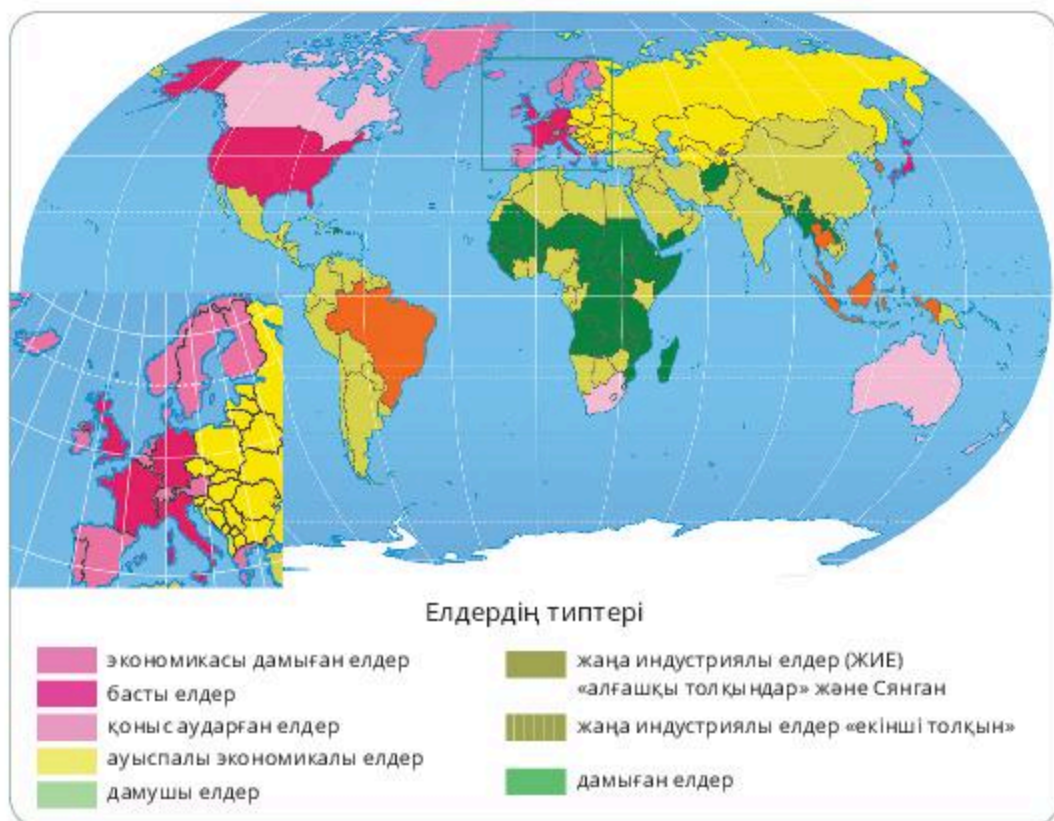 Елдердің типтері
экономикасы дамыған елдер
басты елдер
қоныс аударған елдер
ауыспалы экономикалы елдер
дамушы елдер
жаңа индустриялы елдер (ЖИЕ)
«алғашқы толқындар» және Сянган
жаңа индустриялы елдер «екінші толқын»
дамыған елдер